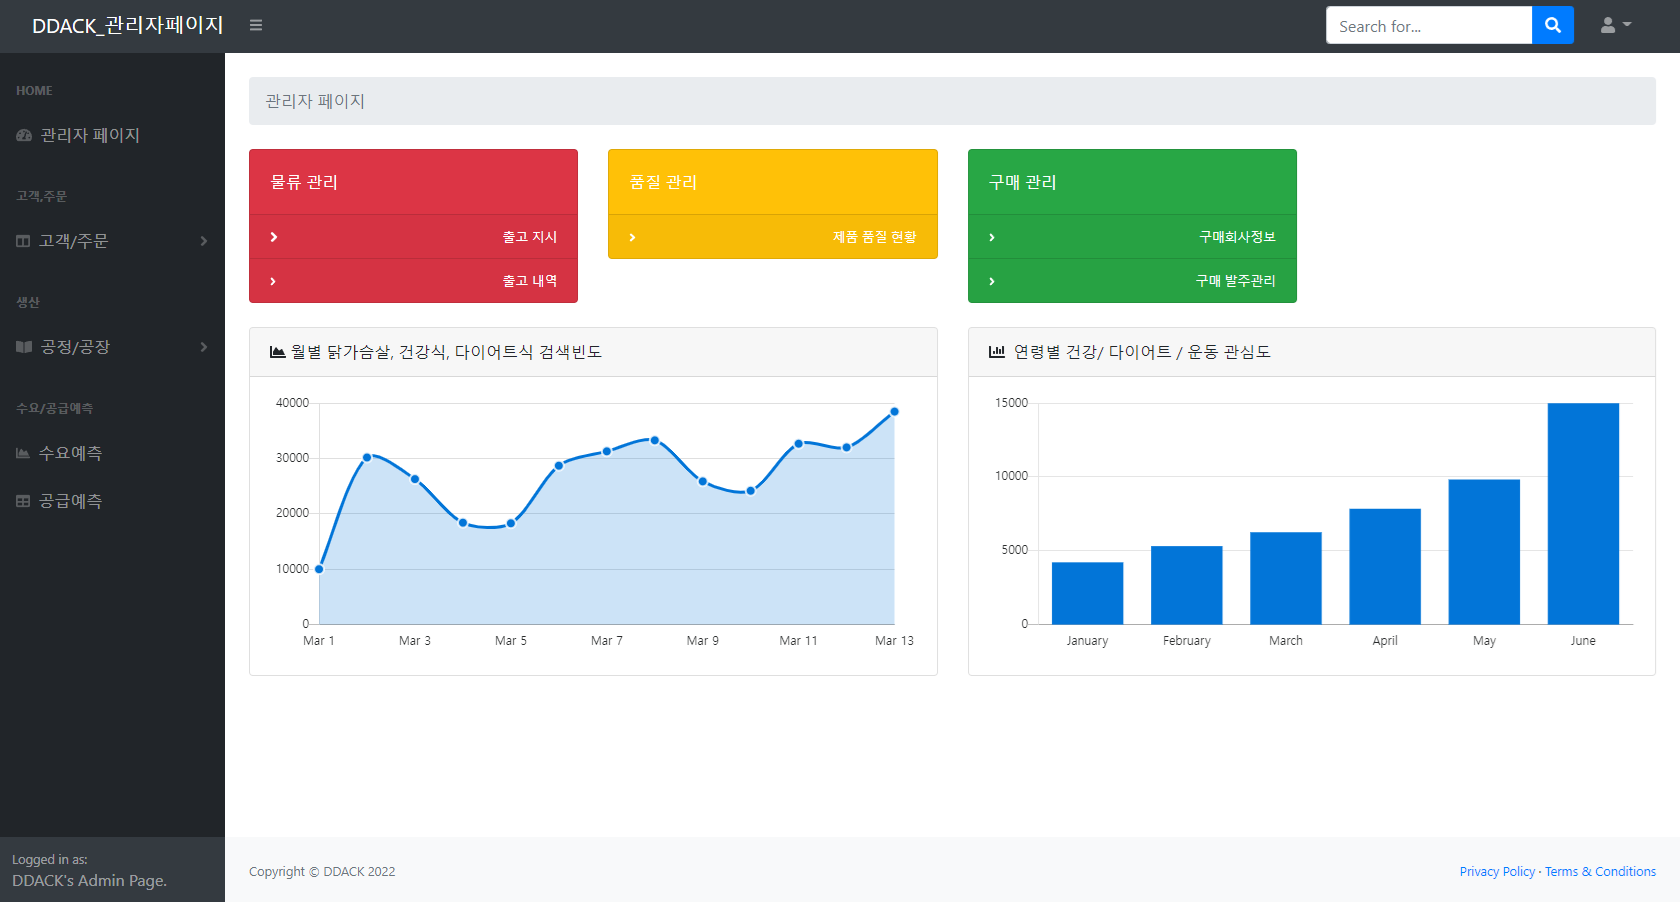 DDACK_관리자페이지
Search for...
HOME
관리자 페이지
고객,주문
고객/주문
생산
공정/공장
수요/공급예측
수요예측
공급예측
Logged in as:
DDACK's Admin Page.
관리자 페이지
물류 관리
출고 지시
출고 내역
품질 관리
제품 품질 현황
구매 관리
구매회사정보
구매 발주관리
월별 닭가슴살, 건강식, 다이어트식 검색빈도
40000
30000
20000
10000
0
Mar 1 Mar 3 Mar 5 Mar 7 Mar 9 Mar 11 Mar 13
연령별 건강/ 다이어트 / 운동 관심도
15000
10000
5000
0
January February March April May June
Copyright © DDACK 2022
Privacy Policy · Terms & Conditions